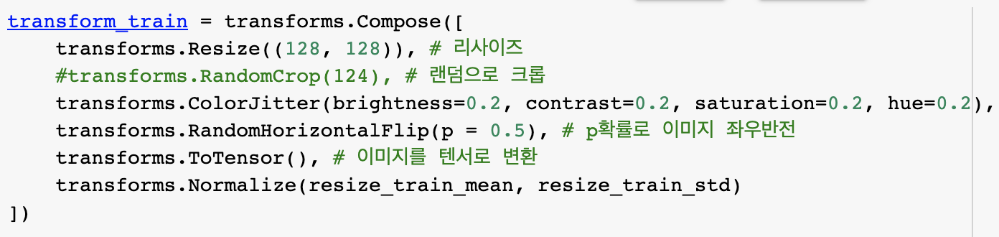 transform_train = transforms.Compose([
    transforms.Resize((128, 128)), # 리사이즈
    #transforms.RandomCrop(124), # 랜덤으로 크롭
    transforms.ColorJitter(brightness=0.2, contrast=0.2, saturation=0.2, hue=0.2),
    transforms.RandomHorizontalFlip(p = 0.5), # p확률로 이미지 좌우반전
    transforms.ToTensor(), # 이미지를 텐서로 변환
    transforms.Normalize(resize_train_mean, resize_train_std)
])